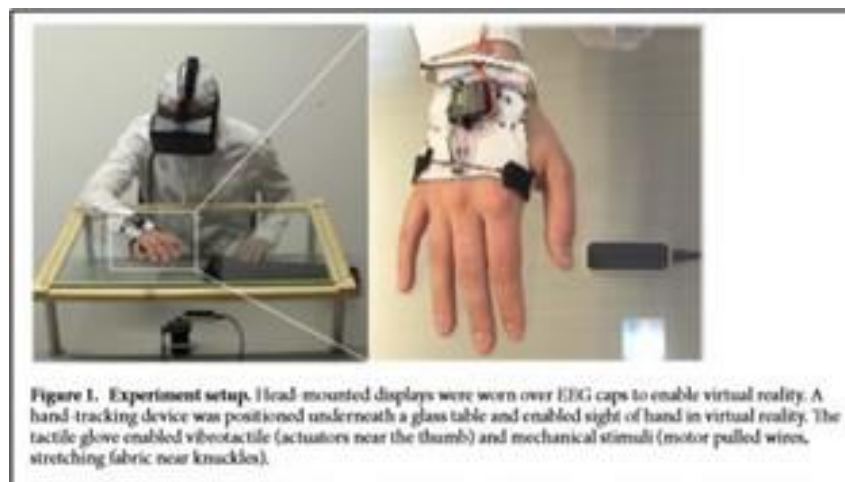 Figure 1. Experiment setup. Head-mounted displays were worn over EEG caps to enable virtual reality. A
hand-tracking device was positioned underneath a glass table and enabled sight of hand in virtual reality. The
tactile glove enabled vibrotactile (actuators near the thumb) and mechanical stimuli (motor pulled wires,
stretching fabric near knuckles).